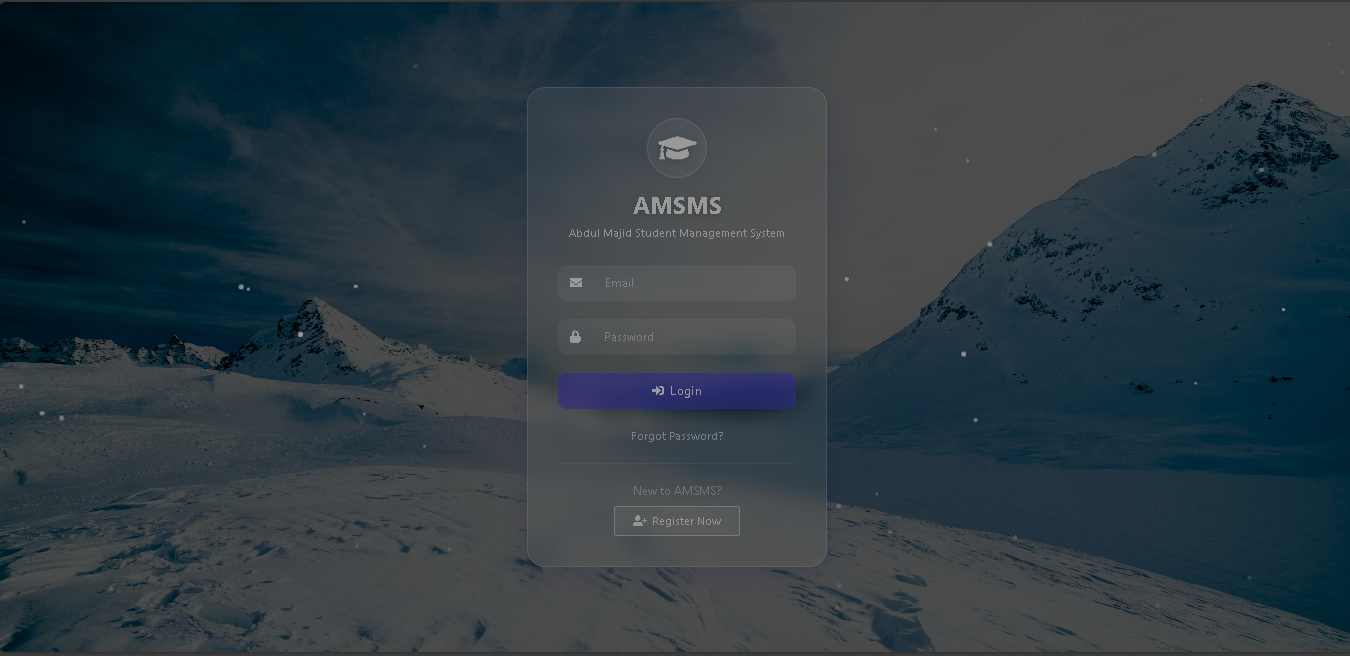 AMSMS
Abdul Majid Student Management System
Email
Password
Login
Forgot Password?
New to AMSMS?
Register Now